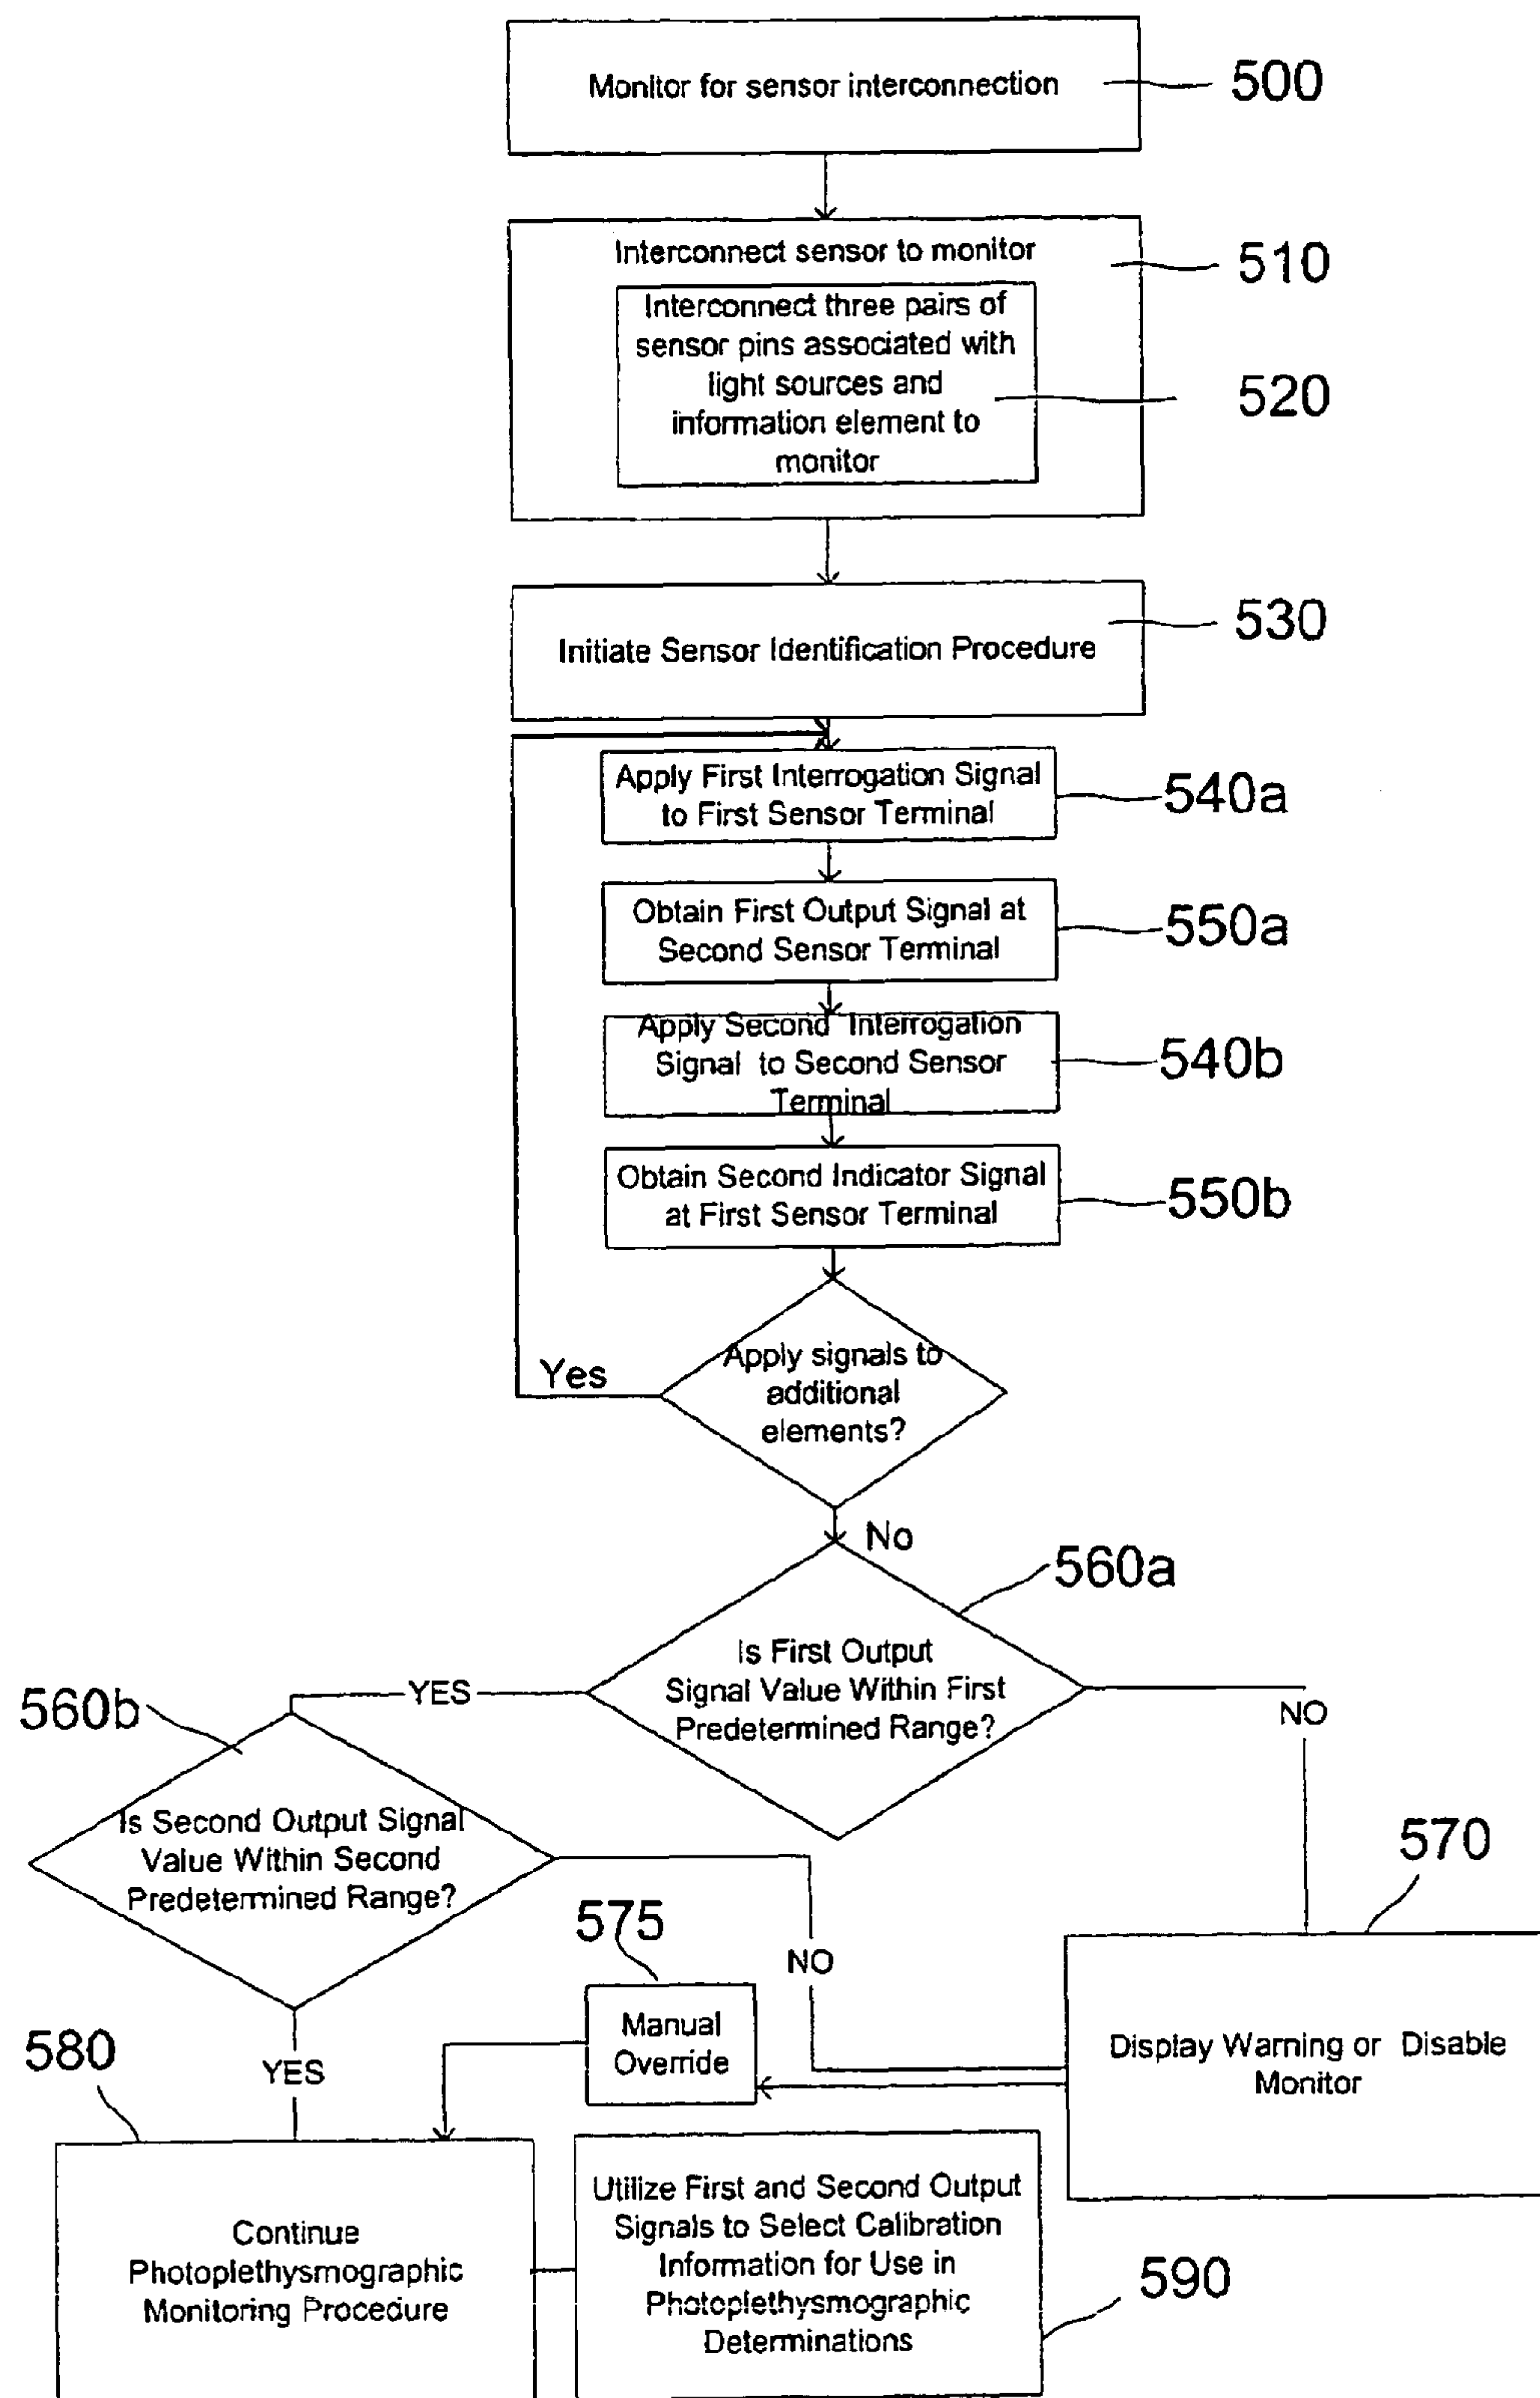 Monitor for sensor interconnection
500
Interconnect sensor to monitor
510
Interconnect three pairs of
sensor pins associated with
light sources and
information element to
monitor
520
Initiate Sensor Identification Procedure
530
Apply First Interrogation Signal
to First Sensor Terminal
540a
Obtain First Output Signal at
Second Sensor Terminal
550a
Apply Second Interrogation
Signal to Second Sensor
Terminal
540b
Obtain Second Indicator Signal
at First Sensor Terminal
550b
Apply signals to
additional
elements?
Yes
No
560a
Is First Output
Signal Value Within First
Predetermined Range?
YES
NO
560b
Is Second Output Signal
Value Within Second
Predetermined Range?
NO
YES
570
Display Warning or Disable
Monitor
575
Manual
Override
580
Continue
Photoplethysmographic
Monitoring Procedure
Utilize First and Second Output
Signals to Select Calibration
Information for Use in
Photoplethysmographic
Determinations
590